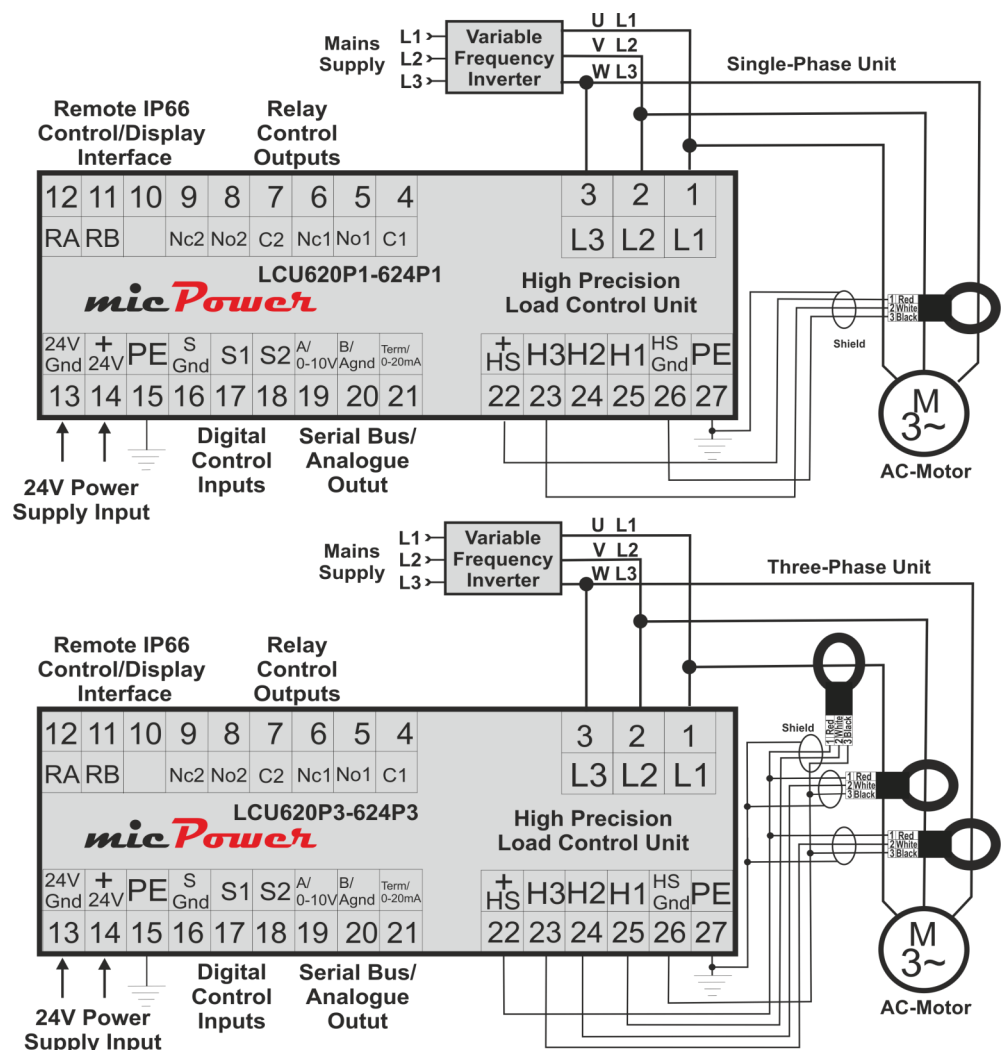 U L1
V L2
W L3
L1
L2
L3
Mains
Supply
Variable
Frequency
Inverter
Single-Phase Unit
Remote IP66
Control/Display
Interface
Relay
Control
Outputs
12 11 10 9 8 7 6 5 4
3 2 1
RA RB Nc2 No2 C2 Nc1 No1 C1
L3 L2 L1
LCU620P1-624P1
micPower
High Precision
Load Control Unit
1 Red
2 White
3 Black
Shield
24V Gnd + 24V PE S Gnd S1 S2 A/ 0-10V B/ Agnd Term/ 0-20mA
+ HS H3 H2 H1 HS Gnd PE
13 14 15 16 17 18 19 20 21
22 23 24 25 26 27
M
3~
AC-Motor
24V Power
Supply Input
Digital
Control
Inputs
Serial Bus/
Analogue
Outut
U L1
V L2
W L3
L1
L2
L3
Mains
Supply
Variable
Frequency
Inverter
Three-Phase Unit
Remote IP66
Control/Display
Interface
Relay
Control
Outputs
12 11 10 9 8 7 6 5 4
3 2 1
RA RB Nc2 No2 C2 Nc1 No1 C1
L3 L2 L1
Shield
1 Red
2 White
3 Black
1 Red
2 White
3 Black
1 Red
2 White
3 Black
LCU620P3-624P3
micPower
High Precision
Load Control Unit
24V Gnd + 24V PE S Gnd S1 S2 A/ 0-10V B/ Agnd Term/ 0-20mA
+ HS H3 H2 H1 HS Gnd PE
13 14 15 16 17 18 19 20 21
22 23 24 25 26 27
M
3~
AC-Motor
24V Power
Supply Input
Digital
Control
Inputs
Serial Bus/
Analogue
Outut